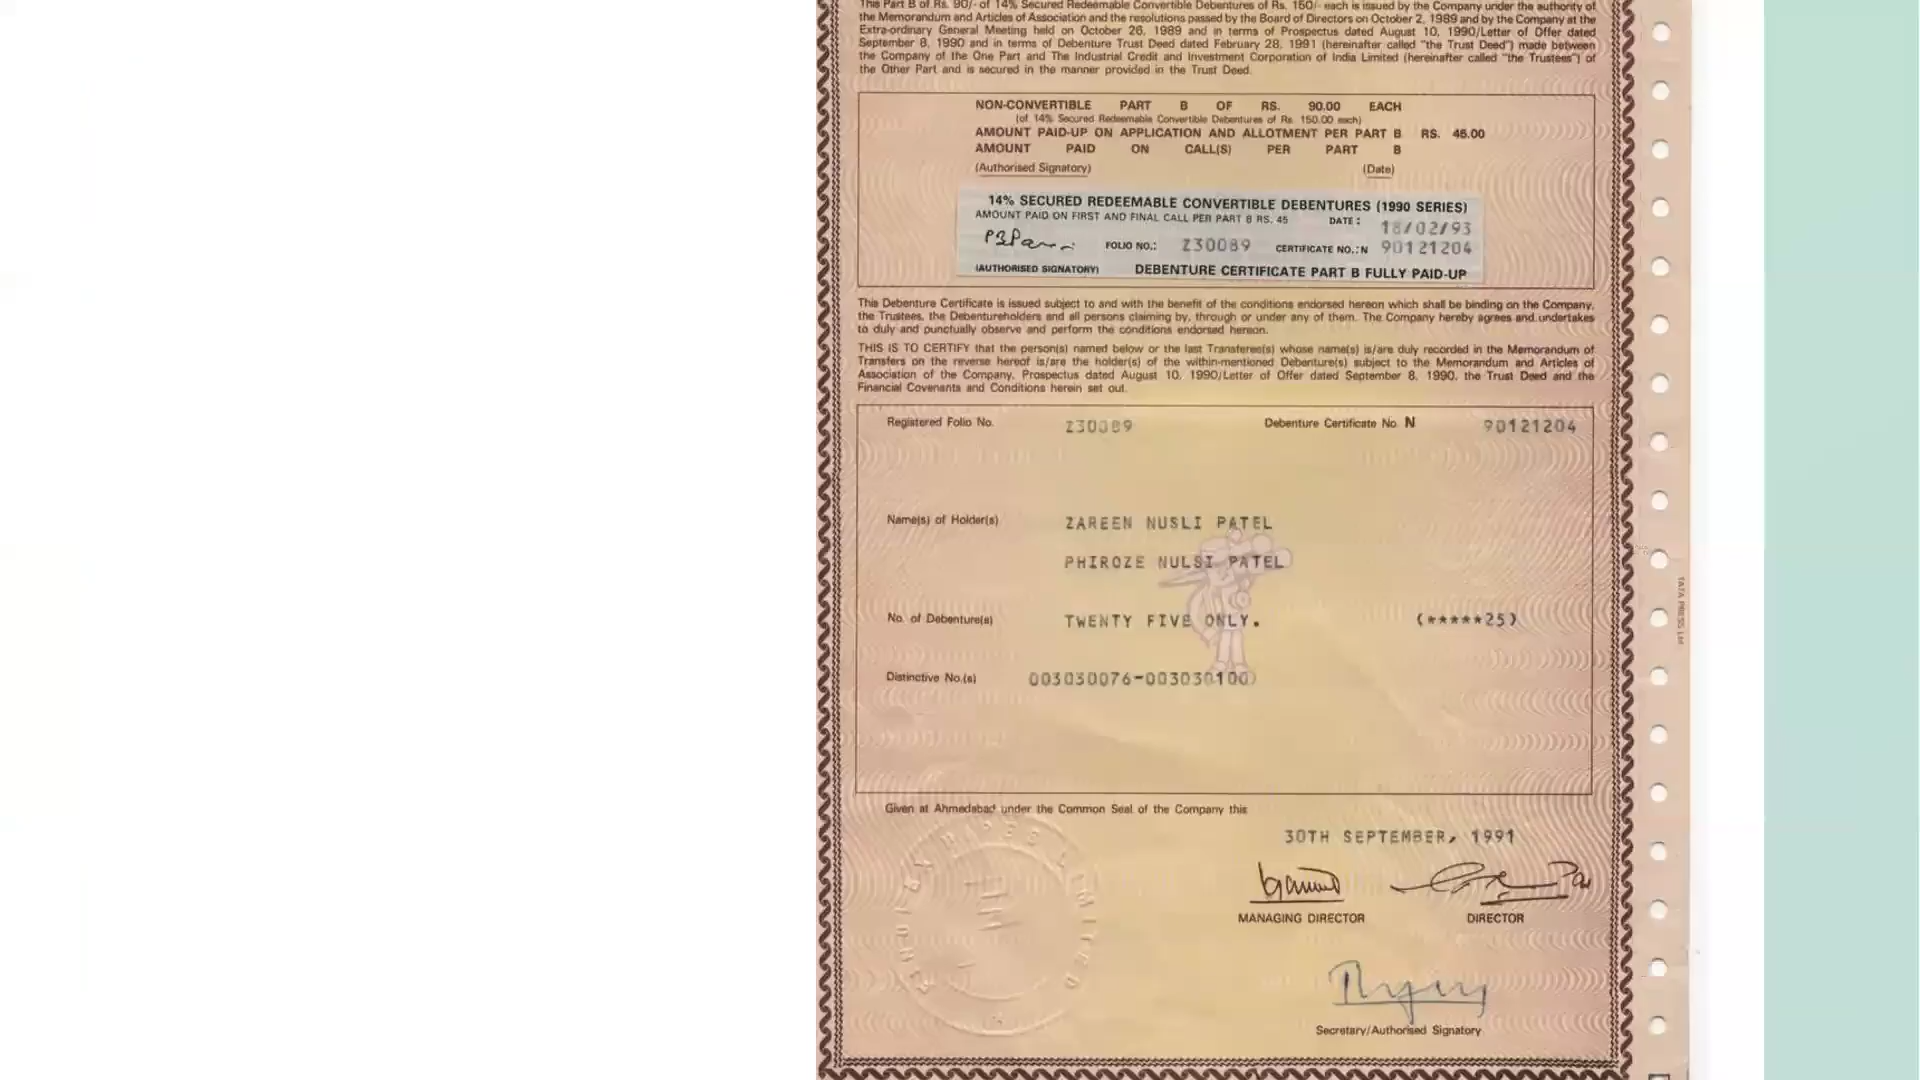 This Part B of Rs. 90/- of 14% Secured Redeemable Convertible Debentures of Rs. 150/- each is issued by the Company under the authority of
the Memorandum and Articles of Association and the resolutions passed by the Board of Directors on October 2, 1989 and by the Company at the
Extra-ordinary General Meeting held on October 26, 1989 and in terms of Prospectus dated August 10, 1990/Letter of Offer dated
September 8, 1990 and in terms of Debenture Trust Deed dated February 28, 1991 (hereinafter called "the Trust Deed") made between
the Company of the One Part and The Industrial Credit and Investment Corporation of India Limited (hereinafter called "the Trustees") of
the Other Part and is secured in the manner provided in the Trust Deed.
NON-CONVERTIBLE PART B OF RS. 90.00 EACH
(of 14% Secured Redeemable Convertible Debentures of Rs. 150.00 each)
AMOUNT PAID-UP ON APPLICATION AND ALLOTMENT PER PART B RS. 45.00
AMOUNT PAID ON CALL(S) PER PART B
(Authorised Signatory) (Date)
14% SECURED REDEEMABLE CONVERTIBLE DEBENTURES (1990 SERIES)
AMOUNT PAID ON FIRST AND FINAL CALL PER PART B RS. 45 DATE : 18/02/93
FOLIO NO.: Z30089 CERTIFICATE NO.: N 90121204
(AUTHORISED SIGNATORY) DEBENTURE CERTIFICATE PART B FULLY PAID-UP
This Debenture Certificate is issued subject to and with the benefit of the conditions endorsed hereon which shall be binding on the Company,
the Trustees, the Debentureholders and all persons claiming by, through or under any of them. The Company hereby agrees and undertakes
to duly and punctually observe and perform the conditions endorsed hereon.
THIS IS TO CERTIFY that the person(s) named below or the last Transferee(s) whose name(s) is/are duly recorded in the Memorandum of
Transfers on the reverse hereof is/are the holder(s) of the within-mentioned Debenture(s) subject to the Memorandum and Articles of
Association of the Company, Prospectus dated August 10, 1990/Letter of Offer dated September 8, 1990, the Trust Deed and the
Financial Covenants and Conditions herein set out.
Registered Folio No. Z30089 Debenture Certificate No. N 90121204
Name(s) of Holder(s) ZAREEN NUSLI PATEL
PHIROZE NULSI PATEL
No. of Debenture(s) TWENTY FIVE ONLY. (*****25)
Distinctive No.(s) 003030076-003030100
Given at Ahmedabad under the Common Seal of the Company this
30TH SEPTEMBER, 1991
MANAGING DIRECTOR DIRECTOR
Secretary/Authorised Signatory
TATA PRESS Ltd